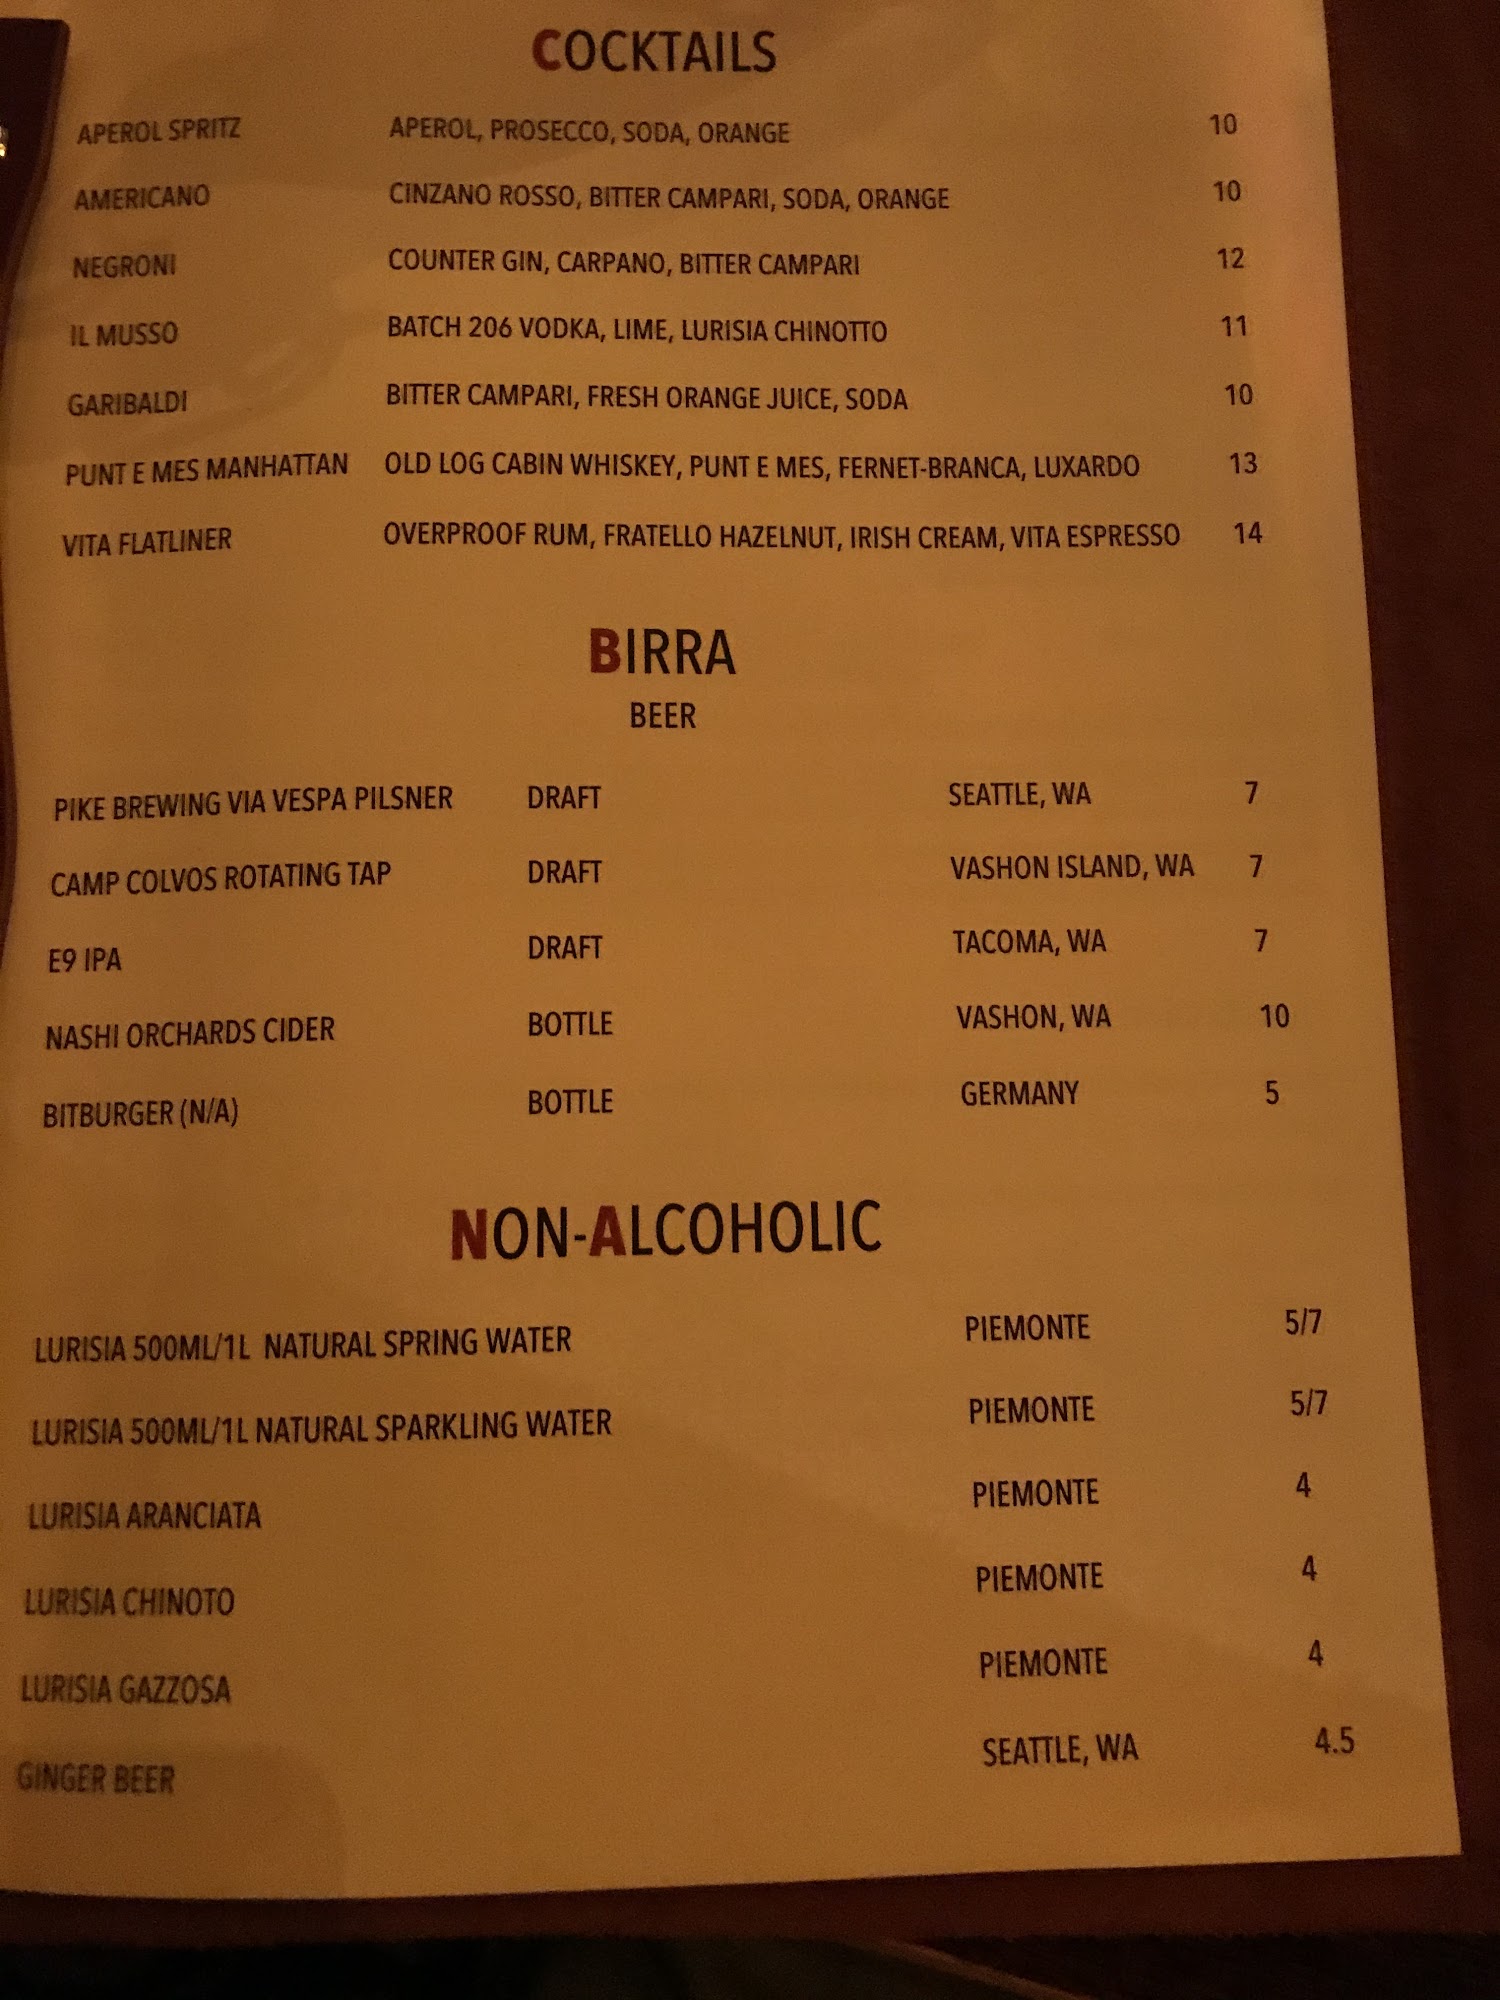 COCKTAILS
APEROL SPRITZ APEROL, PROSECCO, SODA, ORANGE 10
AMERICANO CINZANO ROSSO, BITTER CAMPARI, SODA, ORANGE 10
NEGRONI COUNTER GIN, CARPANO, BITTER CAMPARI 12
IL MUSSO BATCH 206 VODKA, LIME, LURISIA CHINOTTO 11
GARIBALDI BITTER CAMPARI, FRESH ORANGE JUICE, SODA 10
PUNT E MES MANHATTAN OLD LOG CABIN WHISKEY, PUNT E MES, FERNET-BRANCA, LUXARDO 13
VITA FLATLINER OVERPROOF RUM, FRATELLO HAZELNUT, IRISH CREAM, VITA ESPRESSO 14
BIRRA
BEER
PIKE BREWING VIA VESPA PILSNER DRAFT SEATTLE, WA 7
CAMP COLVOS ROTATING TAP DRAFT VASHON ISLAND, WA 7
E9 IPA DRAFT TACOMA, WA 7
NASHI ORCHARDS CIDER BOTTLE VASHON, WA 10
BITBURGER (N/A) BOTTLE GERMANY 5
NON-ALCOHOLIC
LURISIA 500ML/1L NATURAL SPRING WATER PIEMONTE 5/7
LURISIA 500ML/1L NATURAL SPARKLING WATER PIEMONTE 5/7
LURISIA ARANCIATA PIEMONTE 4
LURISIA CHINOTO PIEMONTE 4
LURISIA GAZZOSA PIEMONTE 4
GINGER BEER SEATTLE, WA 4.5